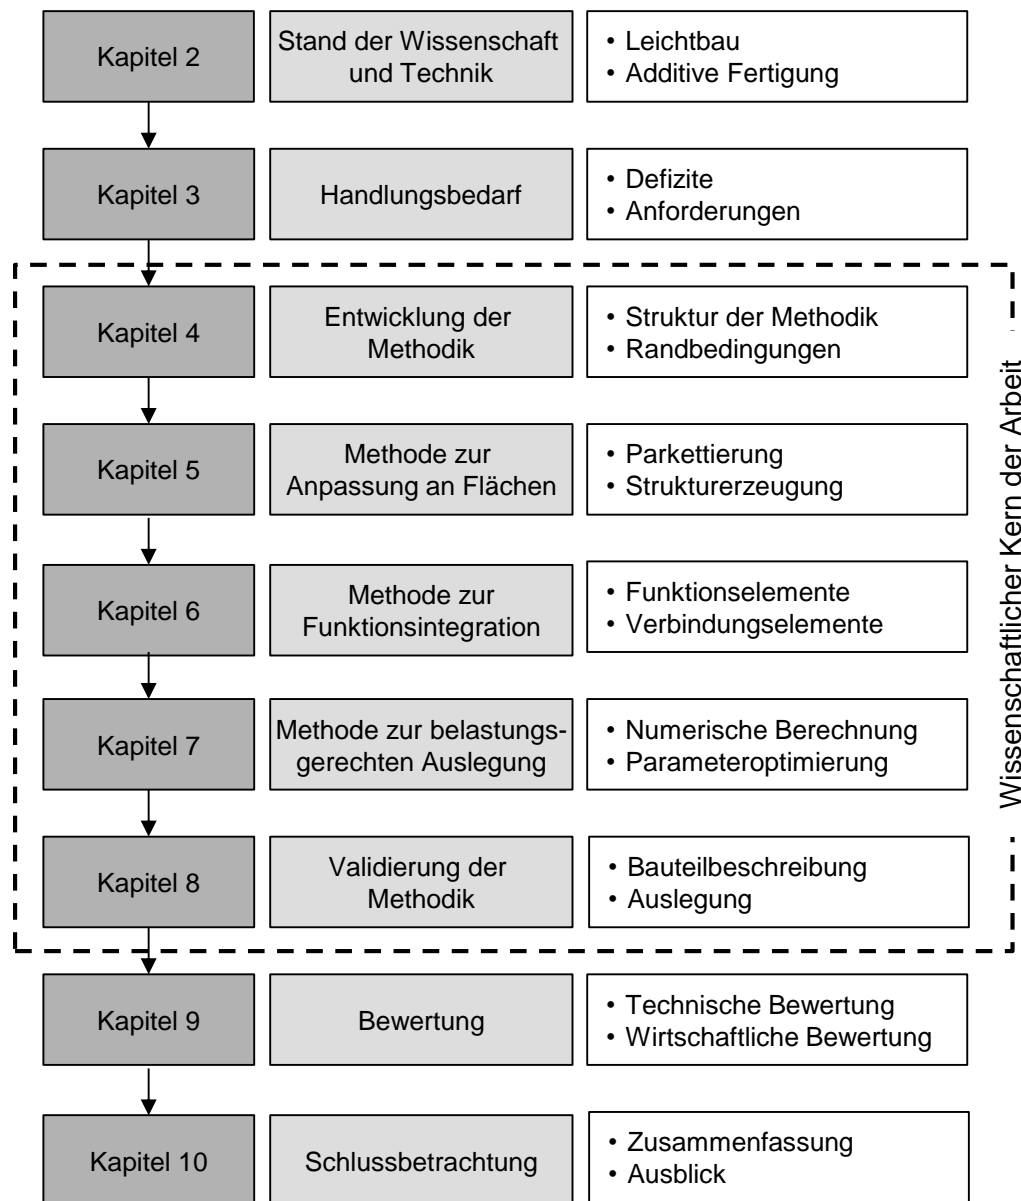 Kapitel 2
Stand der Wissenschaft
und Technik
• Leichtbau
• Additive Fertigung
Kapitel 3
Handlungsbedarf
• Defizite
• Anforderungen
Kapitel 4
Entwicklung der
Methodik
• Struktur der Methodik
• Randbedingungen
Kapitel 5
Methode zur
Anpassung an Flächen
• Parkettierung
• Strukturerzeugung
Kapitel 6
Methode zur
Funktionsintegration
• Funktionselemente
• Verbindungselemente
Kapitel 7
Methode zur belastungs-
gerechten Auslegung
• Numerische Berechnung
• Parameteroptimierung
Kapitel 8
Validierung der
Methodik
• Bauteilbeschreibung
• Auslegung
Wissenschaftlicher Kern der Arbeit
Kapitel 9
Bewertung
• Technische Bewertung
• Wirtschaftliche Bewertung
Kapitel 10
Schlussbetrachtung
• Zusammenfassung
• Ausblick